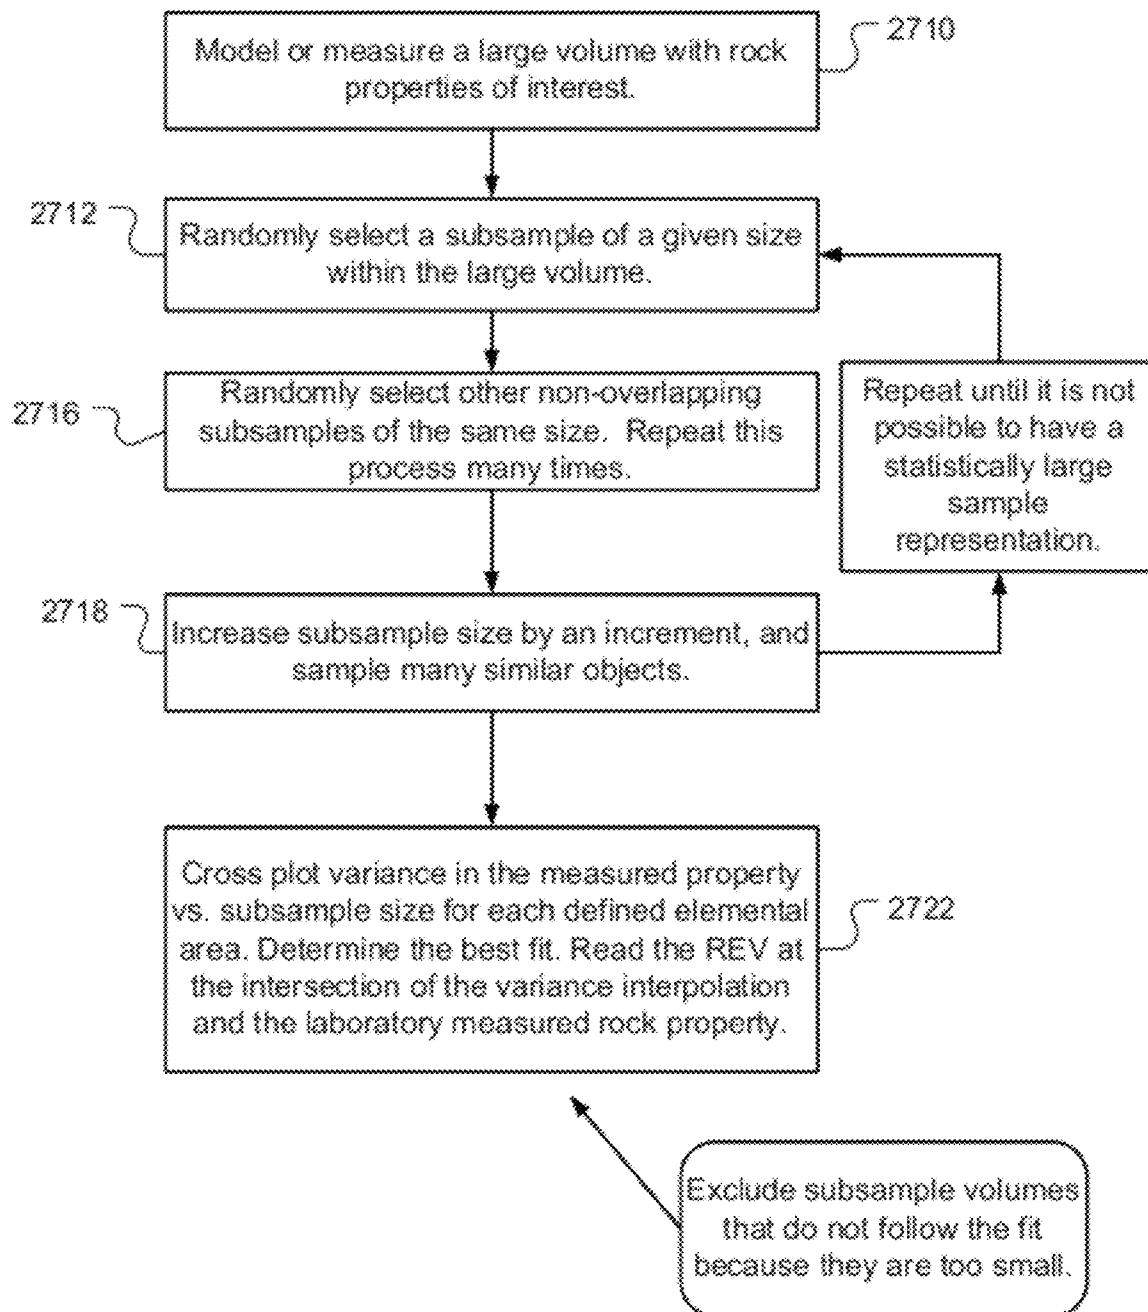 Model or measure a large volume with rock
properties of interest.
2710
2712
Randomly select a subsample of a given size
within the large volume.
2716
Randomly select other non-overlapping
subsamples of the same size. Repeat this
process many times.
Repeat until it is not
possible to have a
statistically large
sample
representation.
2718
Increase subsample size by an increment, and
sample many similar objects.
Cross plot variance in the measured property
vs. subsample size for each defined elemental
area. Determine the best fit. Read the REV at
the intersection of the variance interpolation
and the laboratory measured rock property.
2722
Exclude subsample volumes
that do not follow the fit
because they are too small.